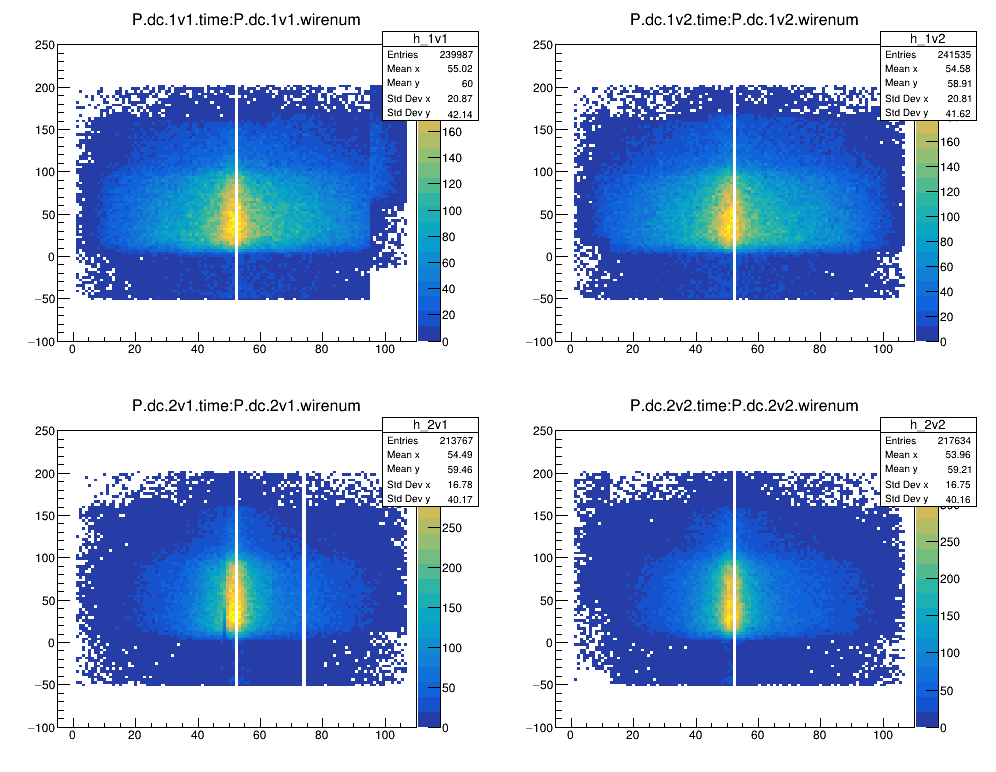 P.dc.1v1.time:P.dc.1v1.wirenum
h_1v1
Entries 239987
Mean x 55.02
Mean y 60
Std Dev x 20.87
Std Dev y 42.14
250
200
150
100
50
0
−50
−100
0 20 40 60 80 100
160
140
120
100
80
60
40
20
0
P.dc.1v2.time:P.dc.1v2.wirenum
h_1v2
Entries 241535
Mean x 54.58
Mean y 58.91
Std Dev x 20.81
Std Dev y 41.62
250
200
150
100
50
0
−50
−100
0 20 40 60 80 100
160
140
120
100
80
60
40
20
0
P.dc.2v1.time:P.dc.2v1.wirenum
h_2v1
Entries 213767
Mean x 54.49
Mean y 59.46
Std Dev x 16.78
Std Dev y 40.17
250
200
150
100
50
0
−50
−100
0 20 40 60 80 100
250
200
150
100
50
0
P.dc.2v2.time:P.dc.2v2.wirenum
h_2v2
Entries 217634
Mean x 53.96
Mean y 59.21
Std Dev x 16.75
Std Dev y 40.16
250
200
150
100
50
0
−50
−100
0 20 40 60 80 100
250
200
150
100
50
0